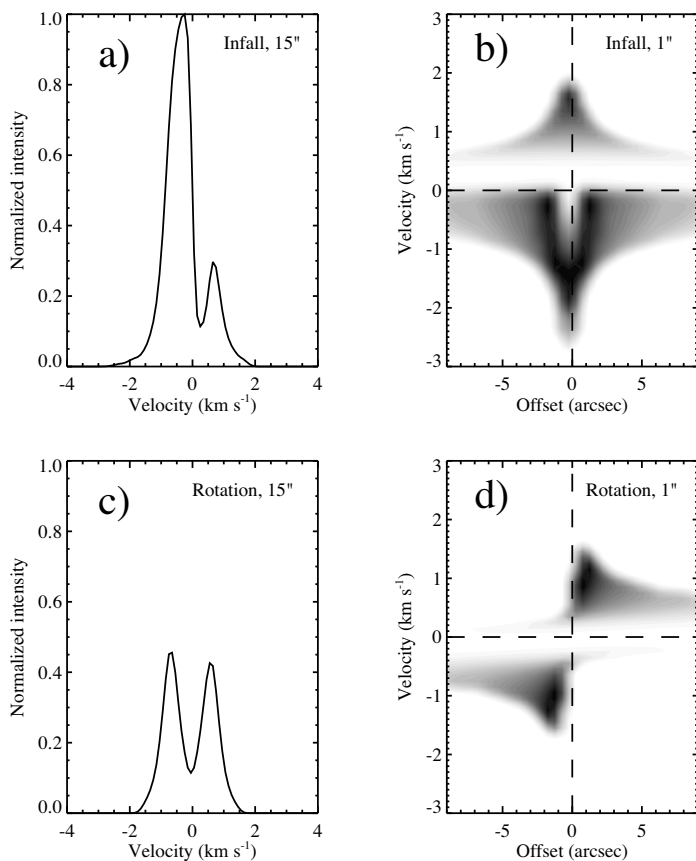 a)
Infall, 15"
Normalized intensity
1.0
0.8
0.6
0.4
0.2
0.0
-4 -2 0 2 4
Velocity (km s-1)
b)
Infall, 1"
Velocity (km s-1)
3
2
1
0
-1
-2
-3
-5 0 5
Offset (arcsec)
c)
Rotation, 15"
Normalized intensity
1.0
0.8
0.6
0.4
0.2
0.0
-4 -2 0 2 4
Velocity (km s-1)
d)
Rotation, 1"
Velocity (km s-1)
3
2
1
0
-1
-2
-3
-5 0 5
Offset (arcsec)